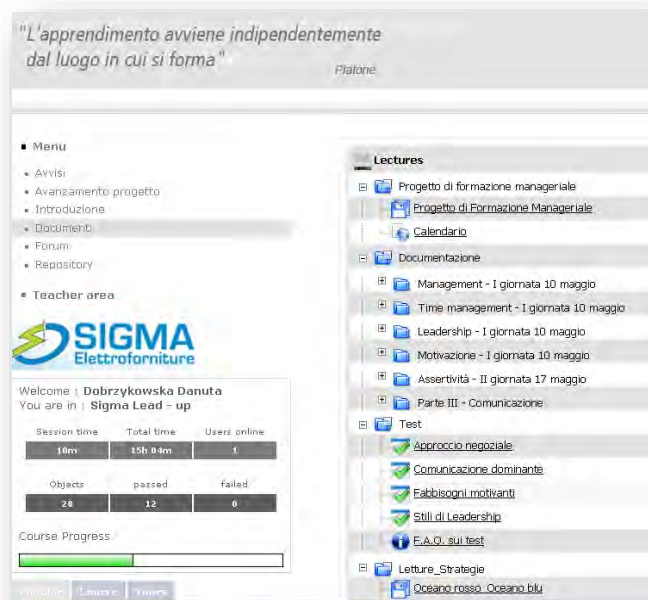 "L'apprendimento avviene indipendentemente
dal luogo in cui si forma"
Platone
Menu
Avvisi
Avanzamento progetto
Introduzione
Documenti
Forum
Repository
Teacher area
SIGMA
Elettroforniture
Welcome : Dobrzykowska Danuta
You are in : Sigma Lead - up
Session time Total time Users online
10m 15h 04m 1
Objects passed failed
28 12 0
Course Progress
Course Yours
Lectures
Progetto di formazione manageriale
Progetto di Formazione Manageriale
Calendario
Documentazione
Management - I giornata 10 maggio
Time management - I giornata 10 maggio
Leadership - I giornata 10 maggio
Motivazione - I giornata 10 maggio
Assertività - II giornata 17 maggio
Parte III - Comunicazione
Test
Approccio negoziale
Comunicazione dominante
Fabbisogni motivanti
Stili di Leadership
F.A.Q. sui test
Letture_Strategie
Oceano rosso Oceano blu